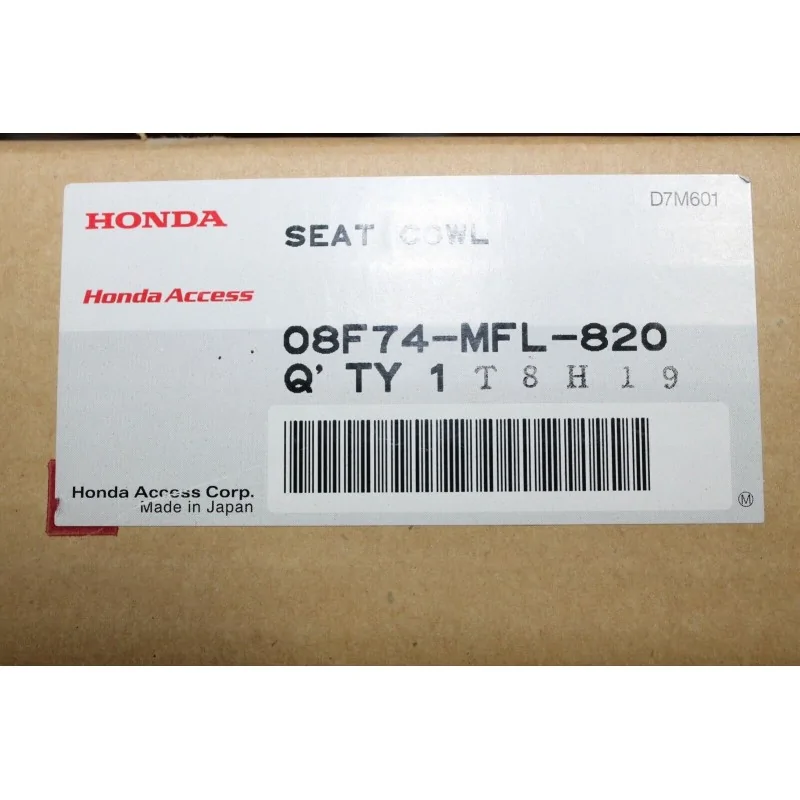 HONDA
SEAT COWL
D7M601
Honda Access
08F74-MFL-820
Q'TY 1 T 8 H 1 9
Honda Access Corp.
Made in Japan
M